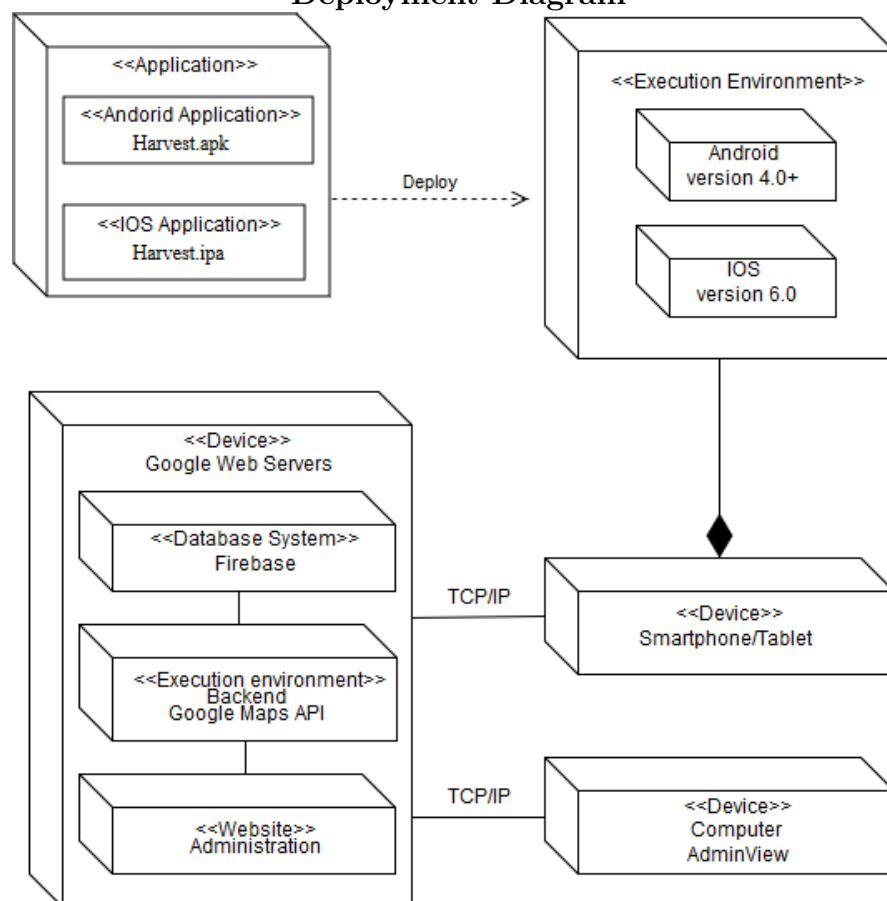 Deployment Diagram
<<Application>>
<<Andorid Application>>
Harvest.apk
<<IOS Application>>
Harvest.ipa
Deploy
<<Execution Environment>>
Android
version 4.0+
IOS
version 6.0
<<Device>>
Google Web Servers
<<Database System>>
Firebase
<<Execution environment>>
Backend
Google Maps API
<<Website>>
Administration
TCP/IP
<<Device>>
Smartphone/Tablet
TCP/IP
<<Device>>
Computer
AdminView